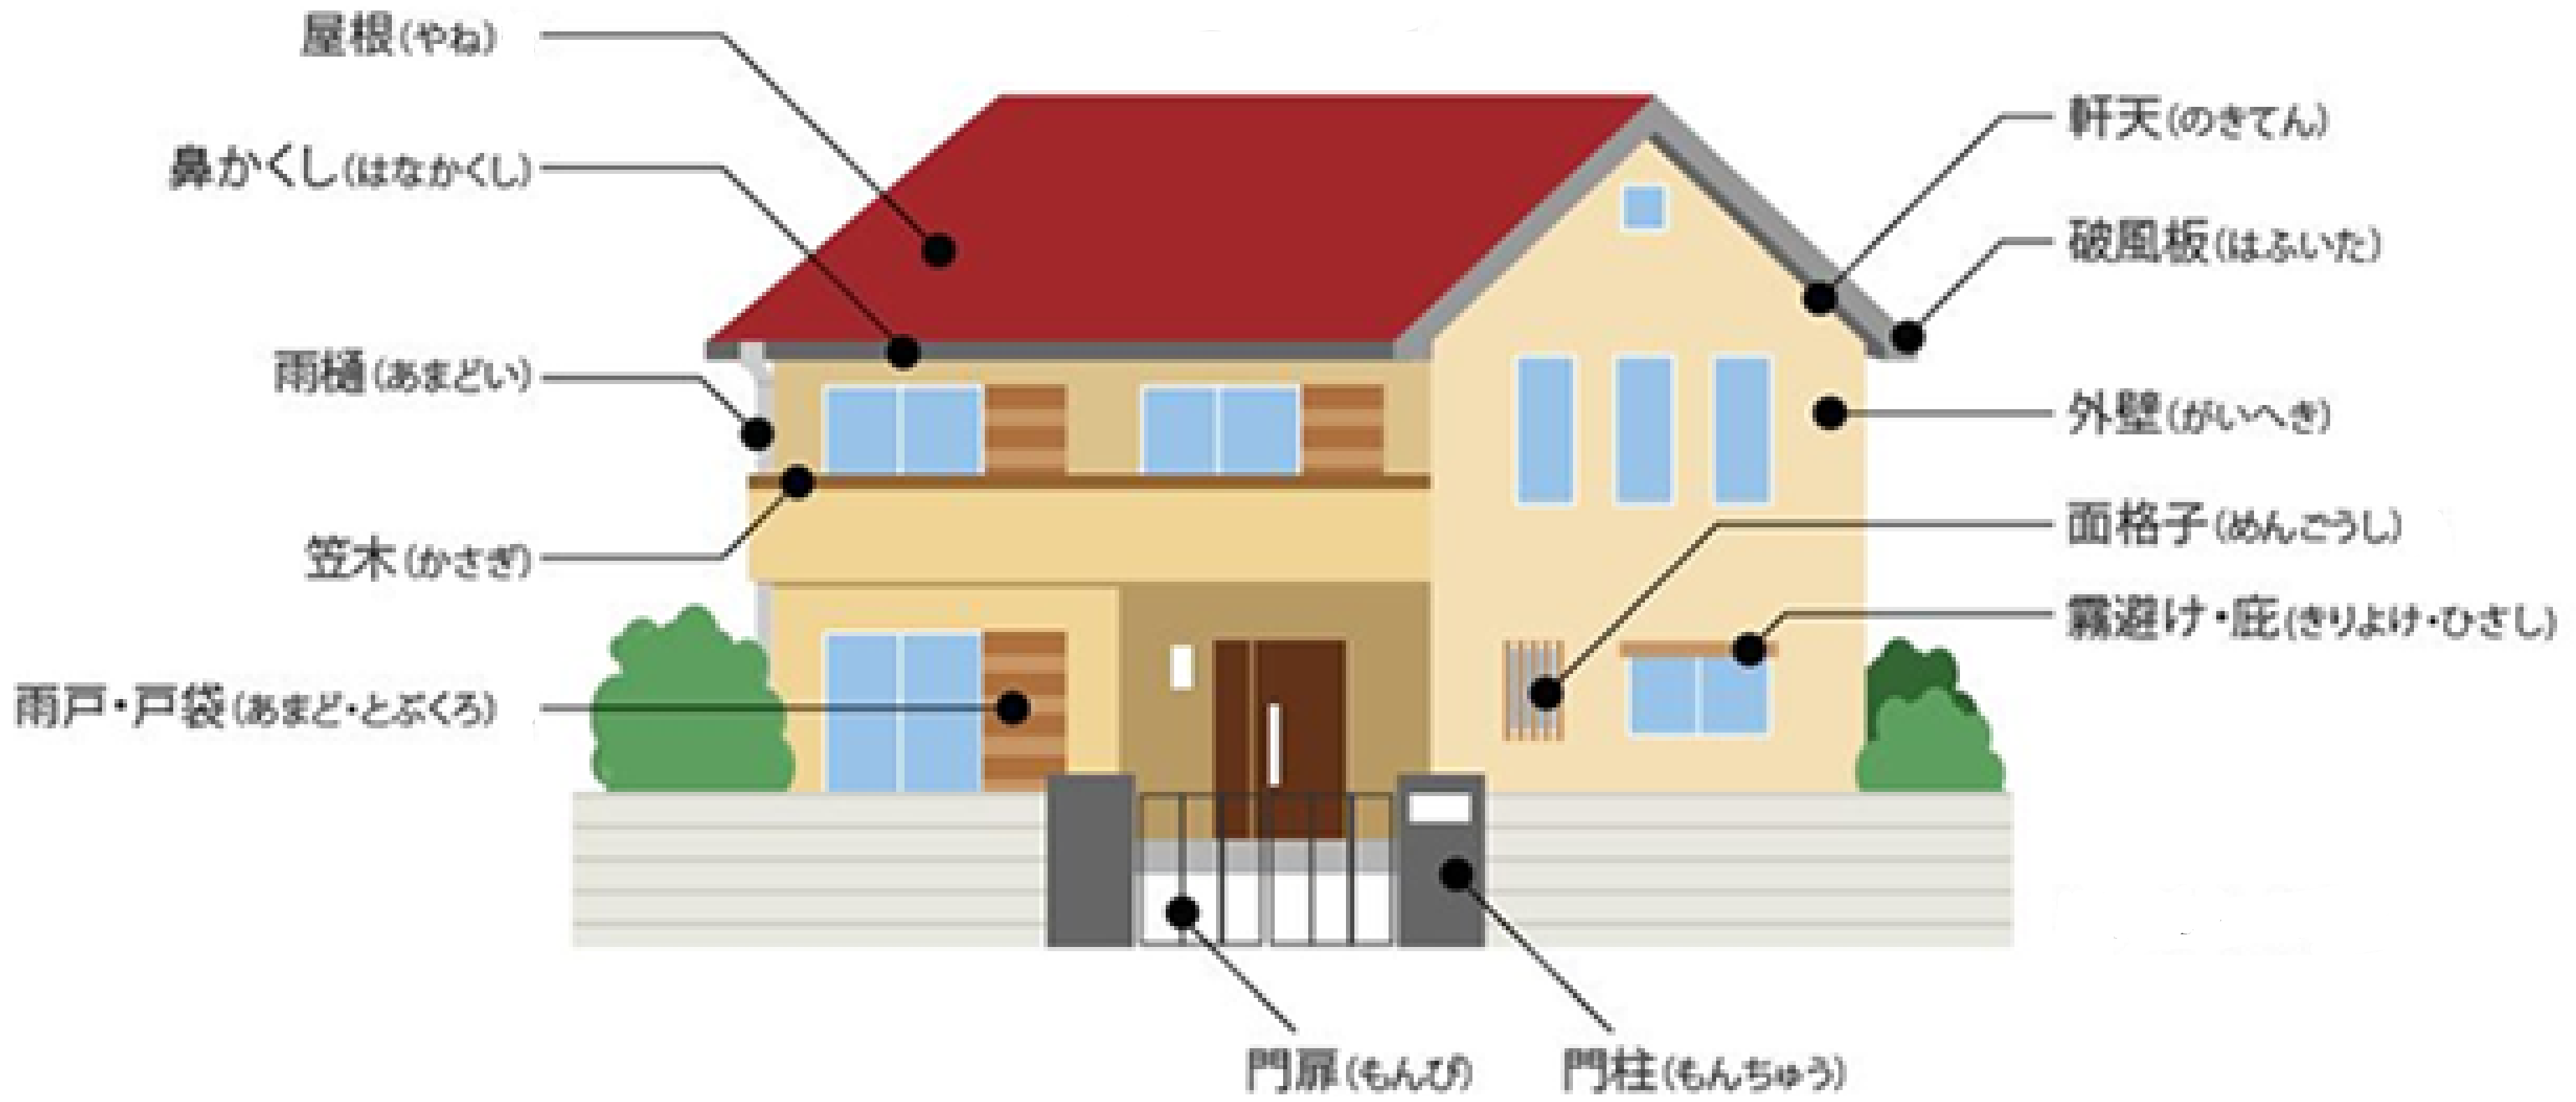 屋根(やね)
鼻かくし(はなかくし)
雨樋(あまどい)
笠木(かさぎ)
雨戸・戸袋(あまど・とぶくろ)
軒天(のきてん)
破風板(はふいた)
外壁(がいへき)
面格子(めんごうし)
霧避け・庇(きりよけ・ひさし)
門扉(もんぴ)
門柱(もんちゅう)